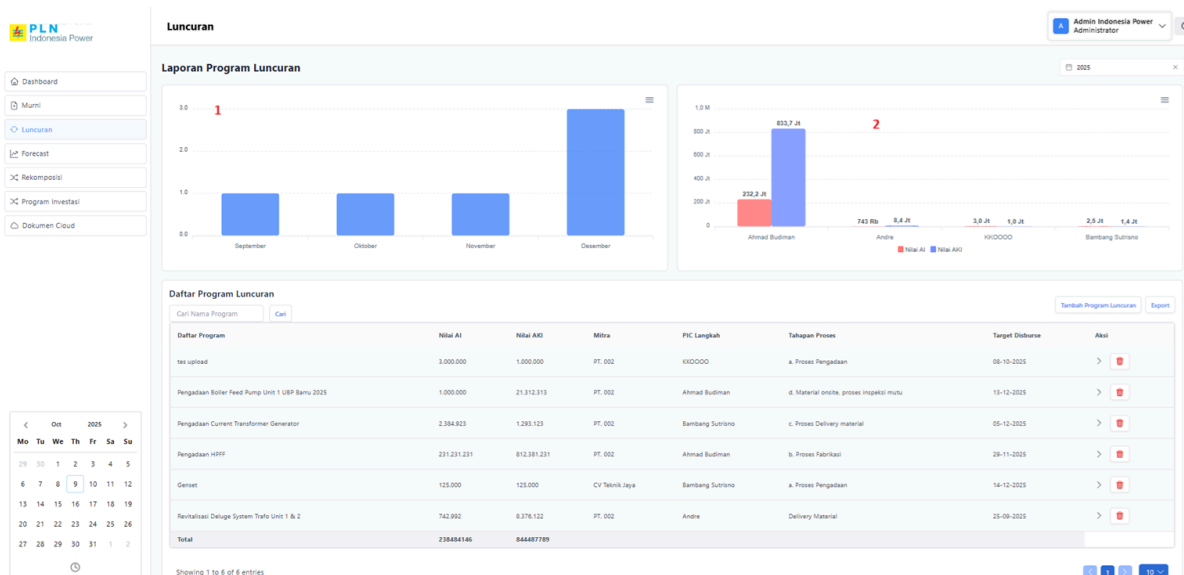 PLN
Indonesia Power
Luncuran
A
Admin Indonesia Power
Administrator
Dashboard
Murni
Luncuran
Forecast
Rekomposisi
Program Investasi
Dokumen Cloud
Laporan Program Luncuran
2025
3.0
2.0
1.0
0.0
1
September Oktober November Desember
1,0 M
800 Jt
600 Jt
400 Jt
200 Jt
0
2
232,2 Jt 833,7 Jt
743 Rb 8,4 Jt
3,0 Jt 1,0 Jt
2,5 Jt 1,4 Jt
Ahmad Budiman Andre KKOOOO Bambang Sutrisno
Nilai AI Nilai AKI
Daftar Program Luncuran
Cari Nama Program Cari
Tambah Program Luncuran Export
Daftar Program Nilai AI Nilai AKI Mitra PIC Langkah Tahapan Proses Target Disburse Aksi
tes upload 3.000.000 1.000.000 PT. 002 KKOOOO a. Proses Pengadaan 08-10-2025
Pengadaan Boiler Feed Pump Unit 1 UBP Barru 2025 1.000.000 21.312.313 PT. 002 Ahmad Budiman d. Material onsite, proses inspeksi mutu 13-12-2025
Pengadaan Current Transformer Generator 2.384.923 1.293.123 PT. 002 Bambang Sutrisno c. Proses Delivery material 05-12-2025
Pengadaan HPFF 231.231.231 812.381.231 PT. 002 Ahmad Budiman b. Proses Fabrikasi 29-11-2025
Genset 125.000 125.000 CV Teknik Jaya Bambang Sutrisno a. Proses Pengadaan 14-12-2025
Revitalisasi Deluge System Trafo Unit 1 & 2 742.992 8.376.122 PT. 002 Andre Delivery Material 25-09-2025
Total 238484146 844487789
Showing 1 to 6 of 6 entries
1
10
Oct 2025
Mo Tu We Th Fr Sa Su
29 30 1 2 3 4 5
6 7 8 9 10 11 12
13 14 15 16 17 18 19
20 21 22 23 24 25 26
27 28 29 30 31 1 2